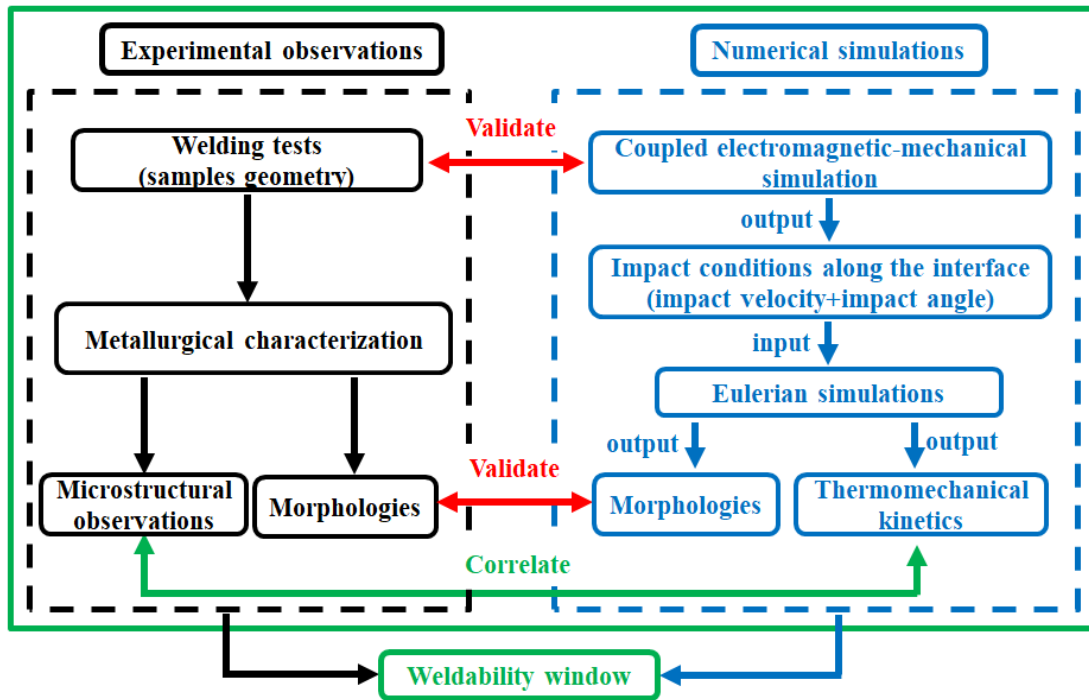 Experimental observations
Numerical simulations
Validate
Welding tests
(samples geometry)
Coupled electromagnetic-mechanical
simulation
output
Impact conditions along the interface
(impact velocity+impact angle)
input
Metallurgical characterization
Eulerian simulations
output
output
Validate
Microstructural
observations
Morphologies
Morphologies
Thermomechanical
kinetics
Correlate
Weldability window